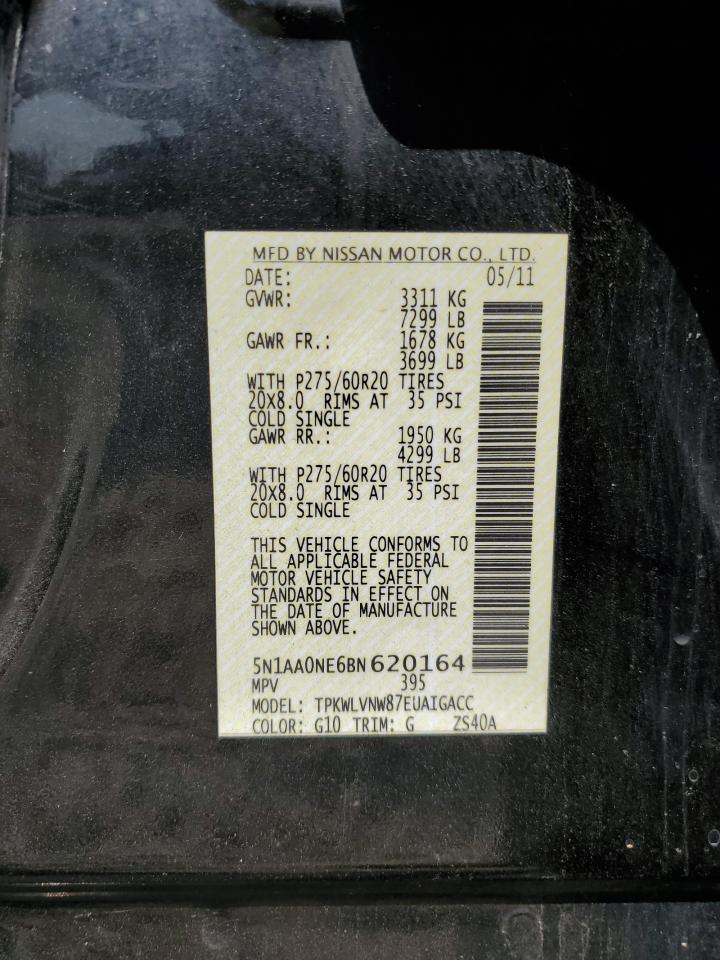 MFD BY NISSAN MOTOR CO., LTD.
DATE: 05/11
GVWR: 3311 KG
7299 LB
GAWR FR.: 1678 KG
3699 LB
WITH P275/60R20 TIRES
20X8.0 RIMS AT 35 PSI
COLD SINGLE
GAWR RR.: 1950 KG
4299 LB
WITH P275/60R20 TIRES
20X8.0 RIMS AT 35 PSI
COLD SINGLE
THIS VEHICLE CONFORMS TO
ALL APPLICABLE FEDERAL
MOTOR VEHICLE SAFETY
STANDARDS IN EFFECT ON
THE DATE OF MANUFACTURE
SHOWN ABOVE.
5N1AA0NE6BN620164
MPV 395
MODEL: TPKWLVNW87EUAIGACC
COLOR: G10 TRIM: G ZS40A